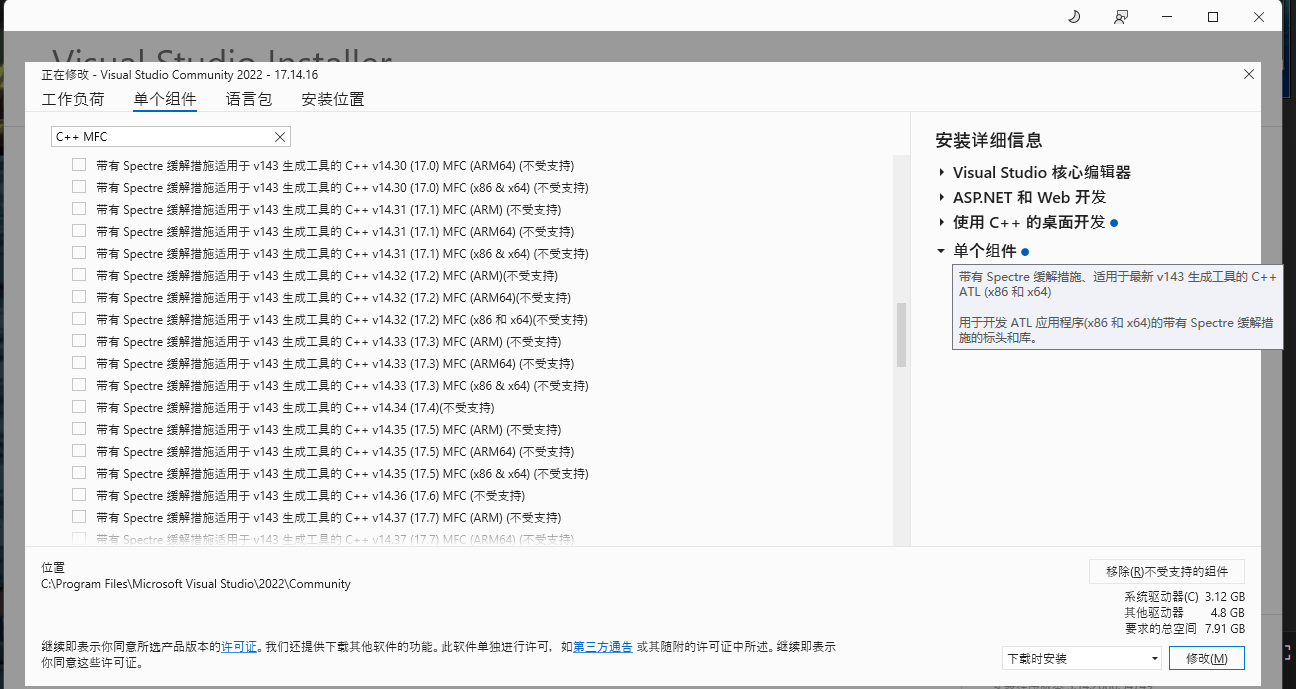 Visual Studio Installer
正在修改 - Visual Studio Community 2022 - 17.14.16
工作负荷 单个组件 语言包 安装位置
C++ MFC
带有 Spectre 缓解措施适用于 v143 生成工具的 C++ v14.30 (17.0) MFC (ARM64) (不受支持)
带有 Spectre 缓解措施适用于 v143 生成工具的 C++ v14.30 (17.0) MFC (x86 & x64) (不受支持)
带有 Spectre 缓解措施适用于 v143 生成工具的 C++ v14.31 (17.1) MFC (ARM) (不受支持)
带有 Spectre 缓解措施适用于 v143 生成工具的 C++ v14.31 (17.1) MFC (ARM64) (不受支持)
带有 Spectre 缓解措施适用于 v143 生成工具的 C++ v14.31 (17.1) MFC (x86 & x64) (不受支持)
带有 Spectre 缓解措施适用于 v143 生成工具的 C++ v14.32 (17.2) MFC (ARM)(不受支持)
带有 Spectre 缓解措施适用于 v143 生成工具的 C++ v14.32 (17.2) MFC (ARM64)(不受支持)
带有 Spectre 缓解措施适用于 v143 生成工具的 C++ v14.32 (17.2) MFC (x86 和 x64)(不受支持)
带有 Spectre 缓解措施适用于 v143 生成工具的 C++ v14.33 (17.3) MFC (ARM) (不受支持)
带有 Spectre 缓解措施适用于 v143 生成工具的 C++ v14.33 (17.3) MFC (ARM64) (不受支持)
带有 Spectre 缓解措施适用于 v143 生成工具的 C++ v14.33 (17.3) MFC (x86 & x64) (不受支持)
带有 Spectre 缓解措施适用于 v143 生成工具的 C++ v14.34 (17.4)(不受支持)
带有 Spectre 缓解措施适用于 v143 生成工具的 C++ v14.35 (17.5) MFC (ARM) (不受支持)
带有 Spectre 缓解措施适用于 v143 生成工具的 C++ v14.35 (17.5) MFC (ARM64) (不受支持)
带有 Spectre 缓解措施适用于 v143 生成工具的 C++ v14.35 (17.5) MFC (x86 & x64) (不受支持)
带有 Spectre 缓解措施适用于 v143 生成工具的 C++ v14.36 (17.6) MFC (不受支持)
带有 Spectre 缓解措施适用于 v143 生成工具的 C++ v14.37 (17.7) MFC (ARM) (不受支持)
带有 Spectre 缓解措施适用于 v143 生成工具的 C++ v14.37 (17.7) MFC (ARM64) (不受支持)
安装详细信息
Visual Studio 核心编辑器
ASP.NET 和 Web 开发
使用 C++ 的桌面开发
单个组件
带有 Spectre 缓解措施、适用于最新 v143 生成工具的 C++
ATL (x86 和 x64)
用于开发 ATL 应用程序(x86 和 x64)的带有 Spectre 缓解措
施的标头和库。
位置
C:\Program Files\Microsoft Visual Studio\2022\Community
移除(R)不受支持的组件
系统驱动器(C) 3.12 GB
其他驱动器 4.8 GB
要求的总空间 7.91 GB
继续即表示你同意所选产品版本的许可证。我们还提供下载其他软件的功能。此软件单独进行许可，如第三方通告 或其随附的许可证中所述。继续即表示
你同意这些许可证。
下载时安装
修改(M)